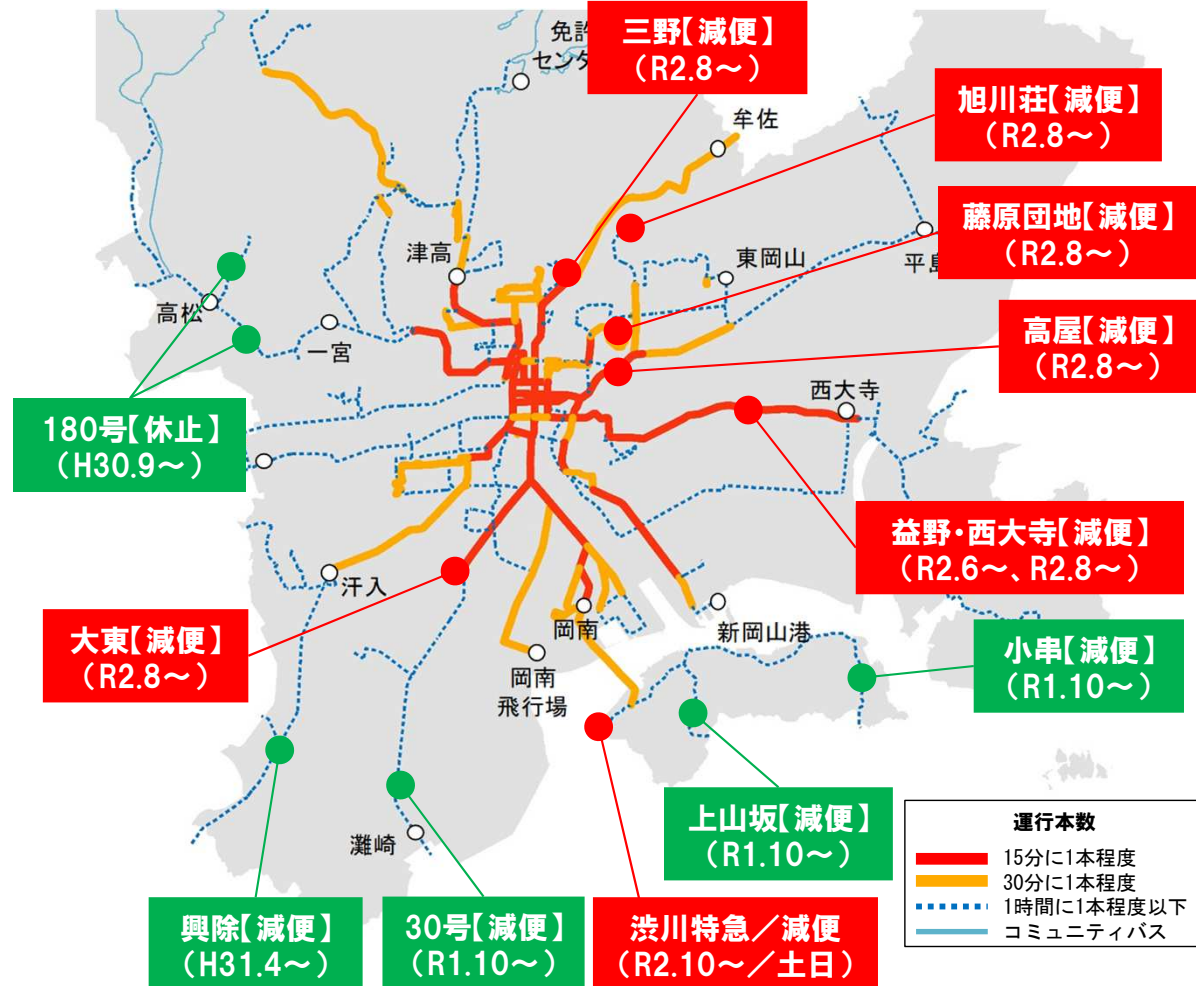 三野【減便】
（R2.8～）
免許
センタ
旭川荘【減便】
（R2.8～）
牟佐
藤原団地【減便】
（R2.8～）
津高
東岡山
平島
高松
一宮
高屋【減便】
（R2.8～）
西大寺
180号【休止】
（H30.9～）
益野・西大寺【減便】
（R2.6～、R2.8～）
汗入
岡南
新岡山港
大東【減便】
（R2.8～）
岡南
飛行場
小串【減便】
（R1.10～）
上山坂【減便】
（R1.10～）
灘崎
興除【減便】
（H31.4～）
30号【減便】
（R1.10～）
渋川特急／減便
（R2.10～／土日）
運行本数
15分に1本程度
30分に1本程度
1時間に1本程度以下
コミュニティバス